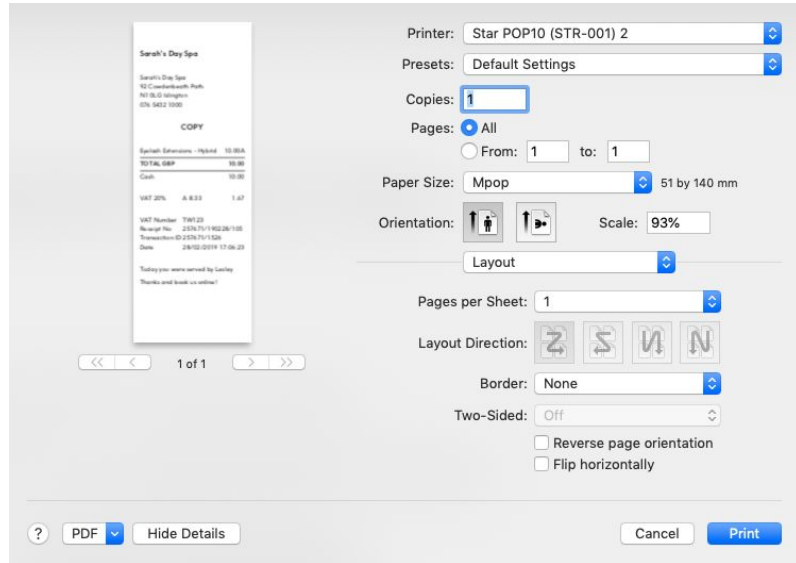 Sarah's Day Spa
Sarah's Day Spa
92 Cowdenbeath Path
N1 0LG Islington
076 5432 1000
COPY
Eyelash Extensions - Hybrid 10.00A
TOTAL GBP 10.00
Cash 10.00
VAT 20% A 8.33 1.67
VAT Number TW123
Receipt No 257671/190228/105
Transaction ID 257671/1526
Date 28/02/2019 17:06:23
Today you were served by Lesley
Thanks and book us online!
<< < 1 of 1 > >>
Printer: Star POP10 (STR-001) 2
Presets: Default Settings
Copies: 1
Pages: All
From: 1 to: 1
Paper Size: Mpop 51 by 140 mm
Orientation: Scale: 93%
Layout
Pages per Sheet: 1
Layout Direction:
Border: None
Two-Sided: Off
Reverse page orientation
Flip horizontally
? PDF Hide Details Cancel Print